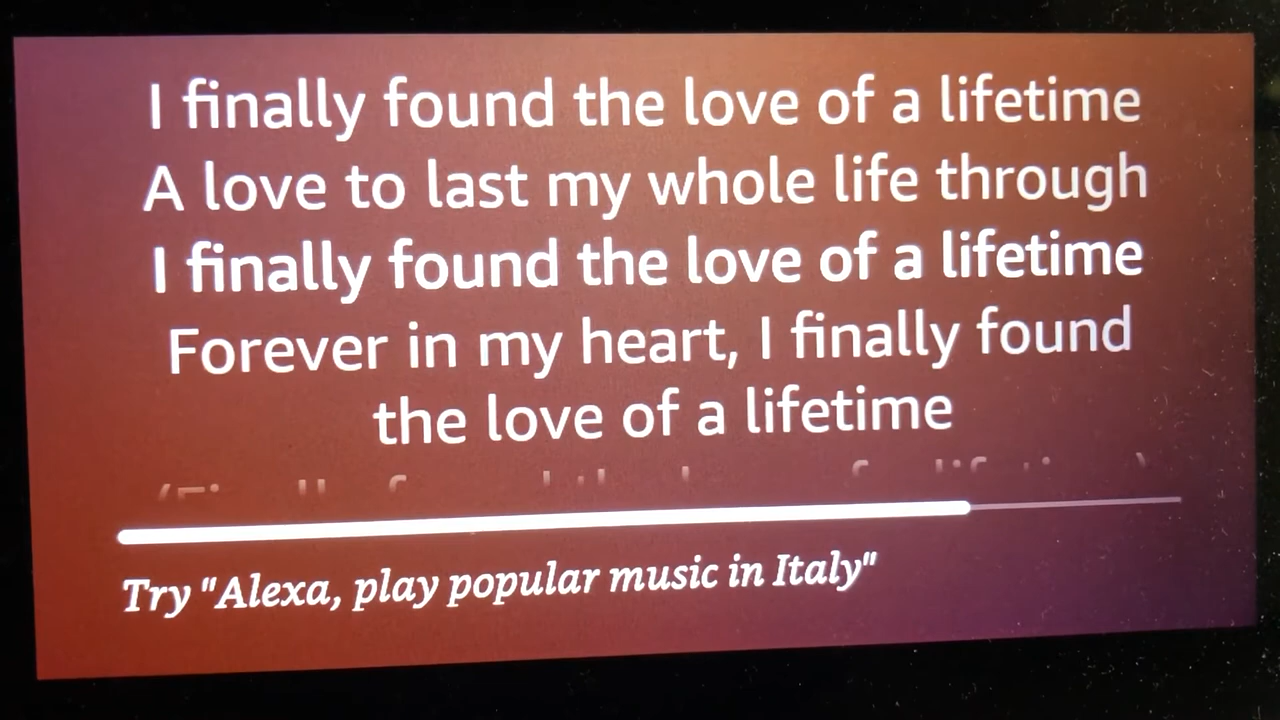 I finally found the love of a lifetime
A love to last my whole life through
I finally found the love of a lifetime
Forever in my heart, I finally found
the love of a lifetime
Try "Alexa, play popular music in Italy"